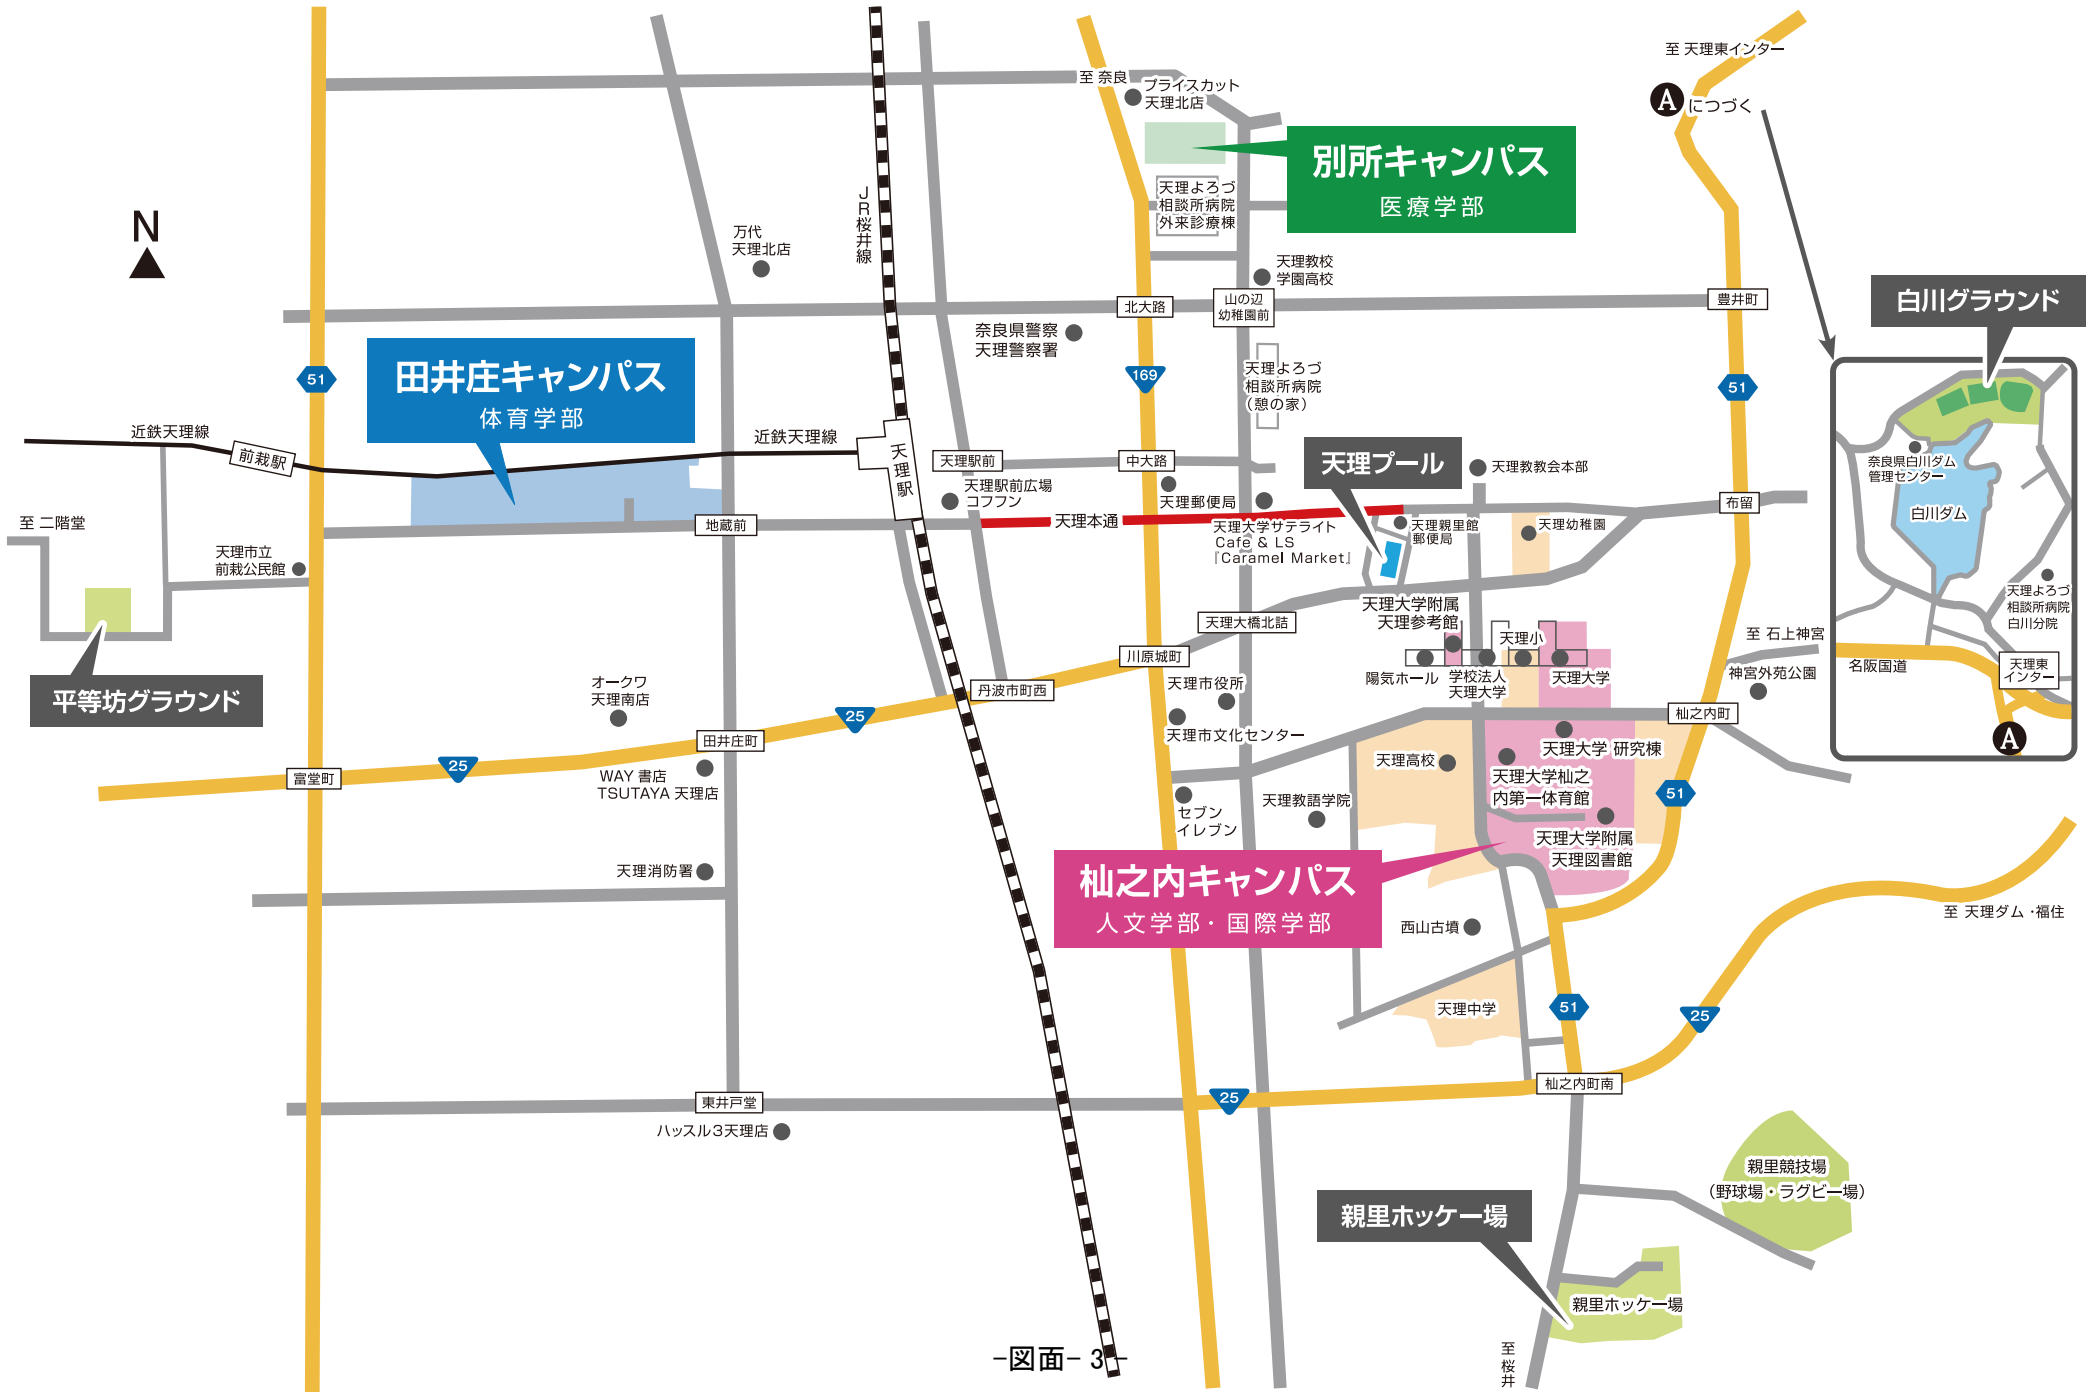 至 天理東インター
A
につづく
至 奈良
プライスカット
天理北店
別所キャンパス
医療学部
天理よろづ
相談所病院
外来診療棟
JR桜井線
N
万代
天理北店
天理教校
学園高校
北大路
山の辺
幼稚園前
豊井町
白川グラウンド
奈良県警察
天理警察署
田井庄キャンパス
体育学部
51
169
天理よろづ
相談所病院
(憩の家)
51
近鉄天理線
前栽駅
近鉄天理線
天理駅
天理駅前
中大路
天理プール
天理教教会本部
奈良県白川ダム
管理センター
白川ダム
天理駅前広場
コフフン
天理郵便局
布留
至 二階堂
地蔵前
天理本通
天理大学サテライト
Cafe & LS
『Caramel Market』
天理親里館
郵便局
天理幼稚園
天理市立
前栽公民館
天理よろづ
相談所病院
白川分院
天理大学附属
天理参考館
天理大橋北詰
天理小
至 石上神宮
川原城町
名阪国道
天理東
インター
平等坊グラウンド
オークワ
天理南店
丹波市町西
天理市役所
陽気ホール
学校法人
天理大学
天理大学
神宮外苑公園
25
天理市文化センター
杣之内町
田井庄町
天理高校
天理大学 研究棟
A
富堂町
25
WAY 書店
TSUTAYA 天理店
天理大学杣之
内第一体育館
51
セブン
イレブン
天理教語学院
天理大学附属
天理図書館
天理消防署
杣之内キャンパス
人文学部・国際学部
西山古墳
至 天理ダム・福住
天理中学
51
25
杣之内町南
東井戸堂
25
ハッスル3天理店
親里競技場
(野球場・ラグビー場)
親里ホッケー場
親里ホッケー場
至桜井
-図面- 3 -